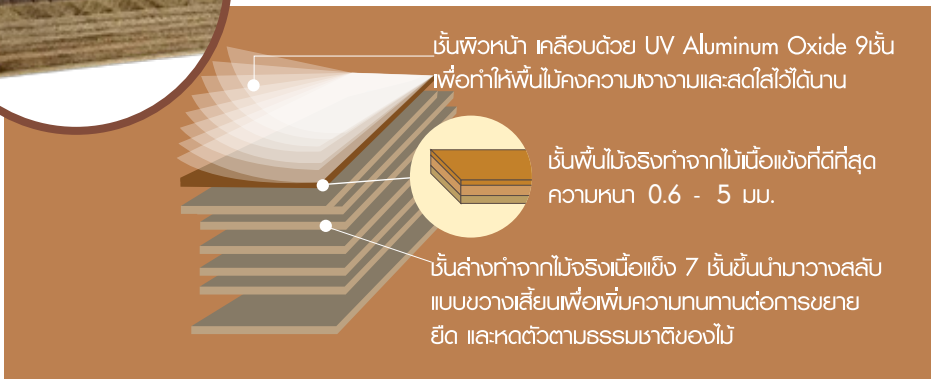 ชั้นผิวหน้า เคลือบด้วย UV Aluminum Oxide 9ชั้น
เพื่อทำให้พื้นไม้คงความเงางามและสดใสไว้ได้นาน
ชั้นพื้นไม้จริงทำจากไม้เนื้อแข้งที่ดีที่สุด
ความหนา 0.6 - 5 มม.
ชั้นล่างทำจากไม้จริงเนื้อแข็ง 7 ชั้นขึ้นนำมาวางสลับ
แบบขวางเสี้ยนเพื่อเพิ่มความทนทานต่อการขยาย
ยืด และหดตัวตามธรรมชาติของไม้